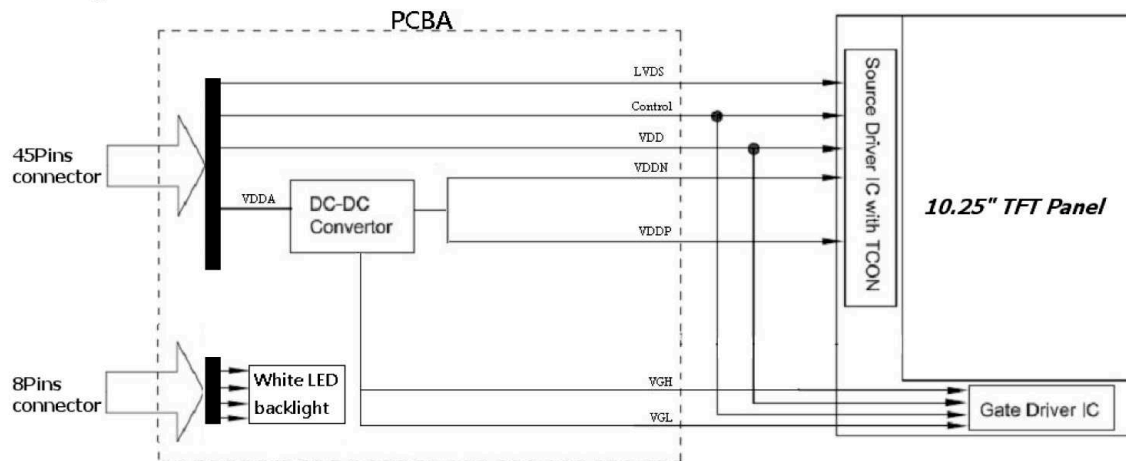 PCBA
LVDS
Control
VDD
VDDN
VDDP
45Pins
connector
VDDA
DC-DC
Convertor
Source Driver IC with TCON
10.25" TFT Panel
8Pins
connector
White LED
backlight
VGH
VGL
Gate Driver IC